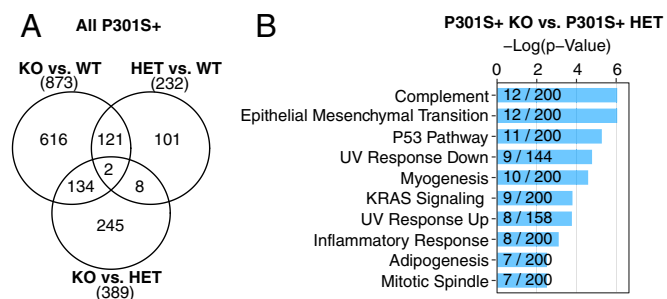 A
All P301S+
KO vs. WT
(873)
HET vs. WT
(232)
616
121
101
2
134
8
245
KO vs. HET
(389)
B
P301S+ KO vs. P301S+ HET
−Log(p−Value)
0 2 4 6
Complement 12 / 200
Epithelial Mesenchymal Transition 12 / 200
P53 Pathway 11 / 200
UV Response Down 9 / 144
Myogenesis 10 / 200
KRAS Signaling 9 / 200
UV Response Up 8 / 158
Inflammatory Response 8 / 200
Adipogenesis 7 / 200
Mitotic Spindle 7 / 200